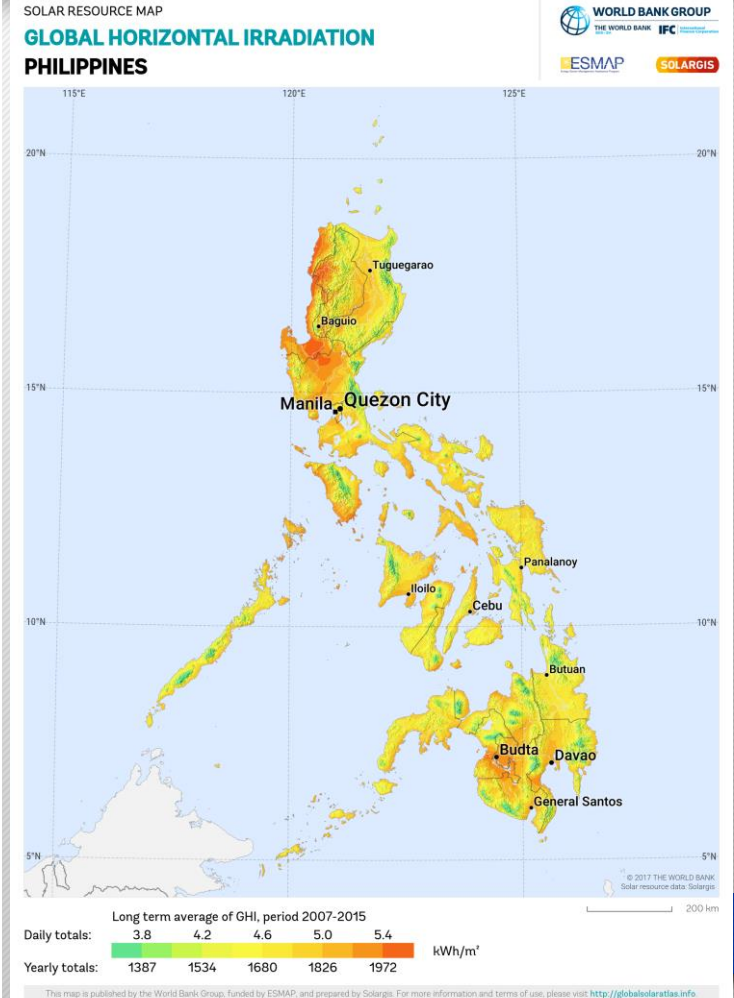 SOLAR RESOURCE MAP
GLOBAL HORIZONTAL IRRADIATION
PHILIPPINES
WORLD BANK GROUP
THE WORLD BANK IFC International Finance Corporation
ESMAP SOLARGIS
115°E 120°E 125°E
20°N 20°N
Tuguegarao
Baguio
15°N 15°N
Manila Quezon City
Panalanoy
Iloilo
Cebu
10°N 10°N
Butuan
Budta Davao
General Santos
5°N 5°N
© 2017 THE WORLD BANK
Solar resource data: Solargis
200 km
Long term average of GHI, period 2007-2015
Daily totals: 3.8 4.2 4.6 5.0 5.4
kWh/m²
Yearly totals: 1387 1534 1680 1826 1972
This map is published by the World Bank Group, funded by ESMAP, and prepared by Solargis. For more information and terms of use, please visit http://globalsolaratlas.info.